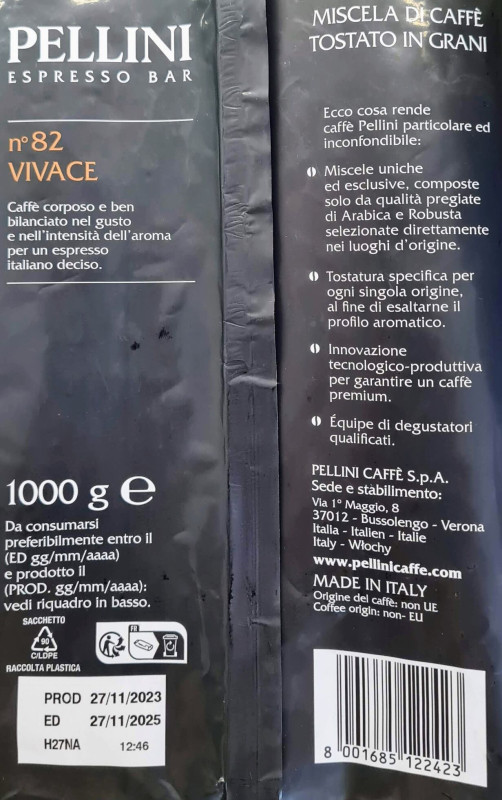 PELLINI
ESPRESSO BAR
n°82
VIVACE
Caffè corposo e ben
bilanciato nel gusto
e nell'intensità dell'aroma
per un espresso
italiano deciso.
1000 g ℮
Da consumarsi
preferibilmente entro il
(ED gg/mm/aaaa)
e prodotto il
(PROD. gg/mm/aaaa):
vedi riquadro in basso.
SACCHETTO
90
C/LDPE
RACCOLTA PLASTICA
FR
PROD 27/11/2023
ED 27/11/2025
H27NA 12:46
MISCELA DI CAFFÈ
TOSTATO IN GRANI
Ecco cosa rende
caffè Pellini particolare ed
inconfondibile:
Miscele uniche
ed esclusive, composte
solo da qualità pregiate
di Arabica e Robusta
selezionate direttamente
nei luoghi d'origine.
Tostatura specifica per
ogni singola origine,
al fine di esaltarne il
profilo aromatico.
Innovazione
tecnologico-produttiva
per garantire un caffè
premium.
Équipe di degustatori
qualificati.
PELLINI CAFFÈ S.p.A.
Sede e stabilimento:
Via 1° Maggio, 8
37012 - Bussolengo - Verona
Italia - Italien - Italie
Italy - Włochy
www.pellinicaffe.com
MADE IN ITALY
Origine del caffè: non UE
Coffee origin: non- EU
8 001685 122423